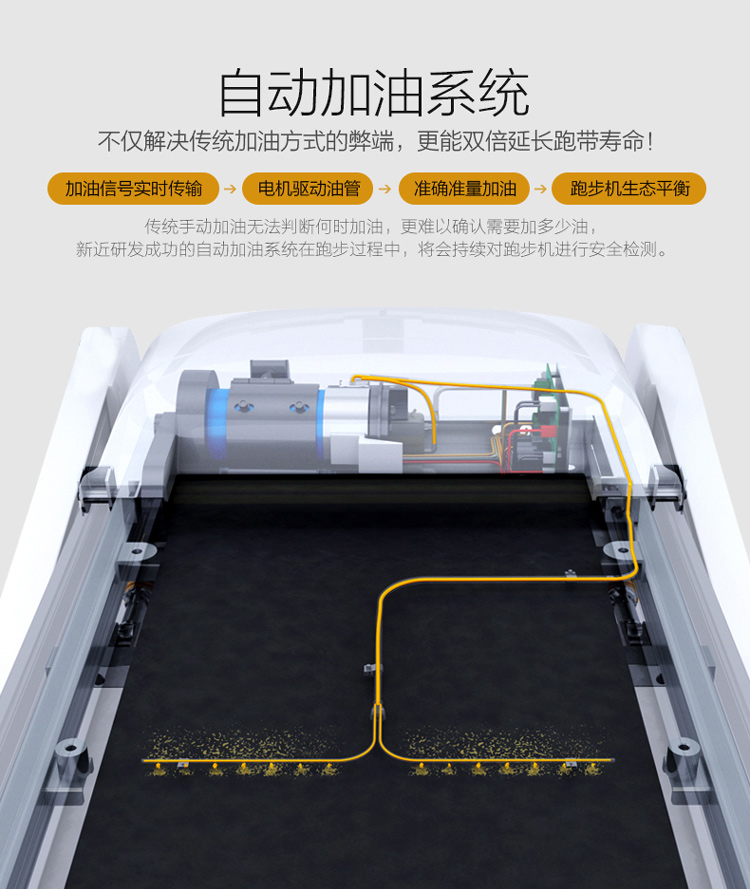 自动加油系统
不仅解决传统加油方式的弊端，更能双倍延长跑带寿命！
加油信号实时传输 → 电机驱动油管 → 准确准量加油 → 跑步机生态平衡
传统手动加油无法判断何时加油，更难以确认需要加多少油，
新近研发成功的自动加油系统在跑步过程中，将会持续对跑步机进行安全检测。